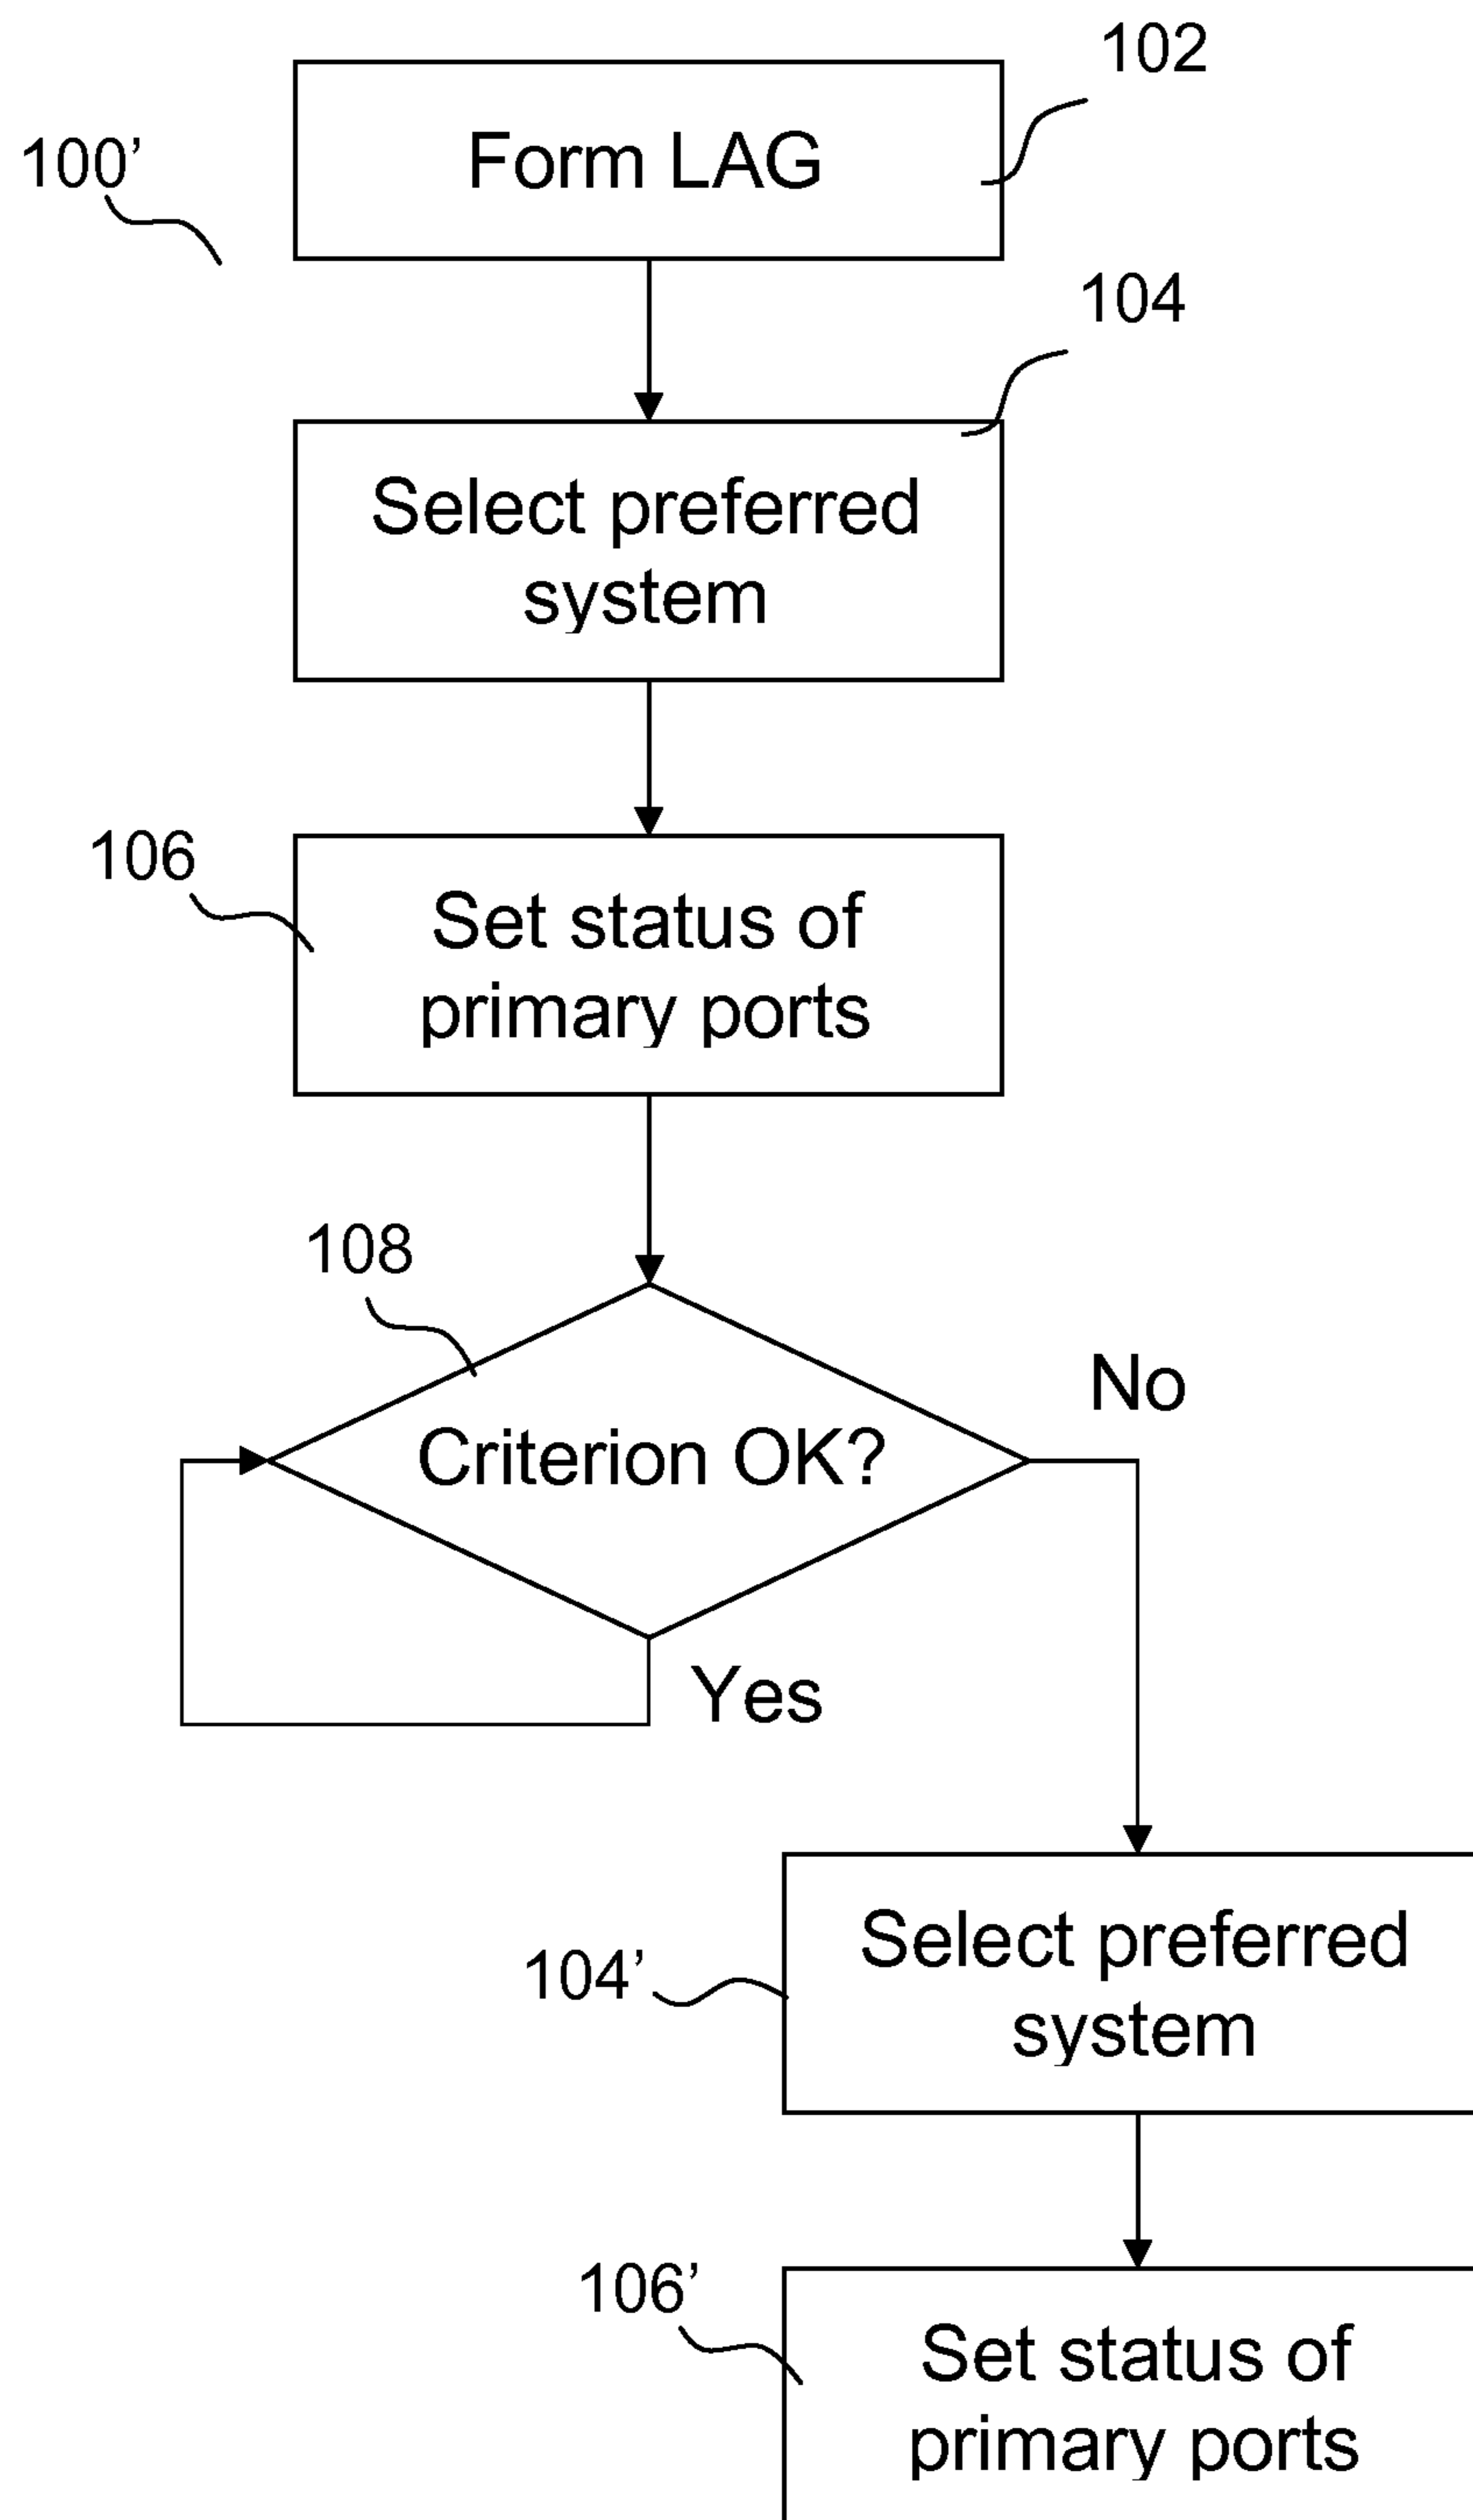 102
Form LAG
100’
104
Select preferred
system
106
Set status of
primary ports
108
No
Criterion OK?
Yes
Select preferred
104’
system
106’
Set status of
primary ports